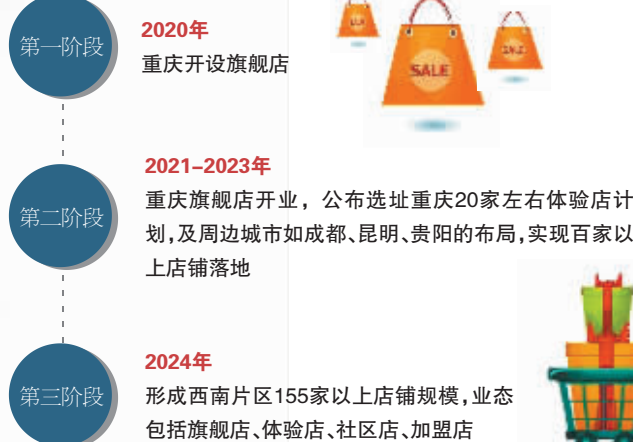 第一阶段
2020年
重庆开设旗舰店
SALE
SALE
第二阶段
2021–2023年
重庆旗舰店开业，公布选址重庆20家左右体验店计
划,及周边城市如成都、昆明、贵阳的布局,实现百家以
上店铺落地
第三阶段
2024年
形成西南片区155家以上店铺规模,业态
包括旗舰店、体验店、社区店、加盟店